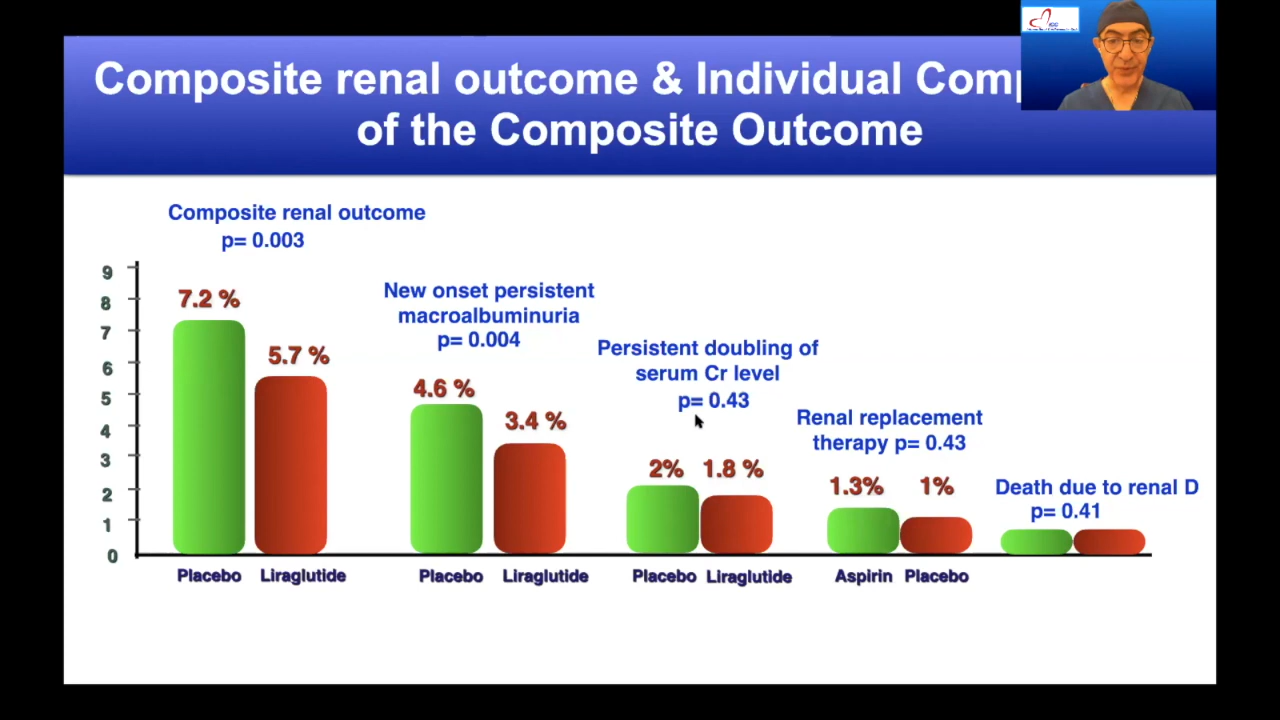 Composite renal outcome & Individual Comp
of the Composite Outcome
Composite renal outcome
p= 0.003
New onset persistent
macroalbuminuria
p= 0.004
Persistent doubling of
serum Cr level
p= 0.43
Renal replacement
therapy p= 0.43
Death due to renal D
p= 0.41
9
8
7
6
5
4
3
2
1
0
7.2 %
5.7 %
4.6 %
3.4 %
2%
1.8 %
1.3%
1%
Placebo
Liraglutide
Placebo
Liraglutide
Placebo
Liraglutide
Aspirin
Placebo